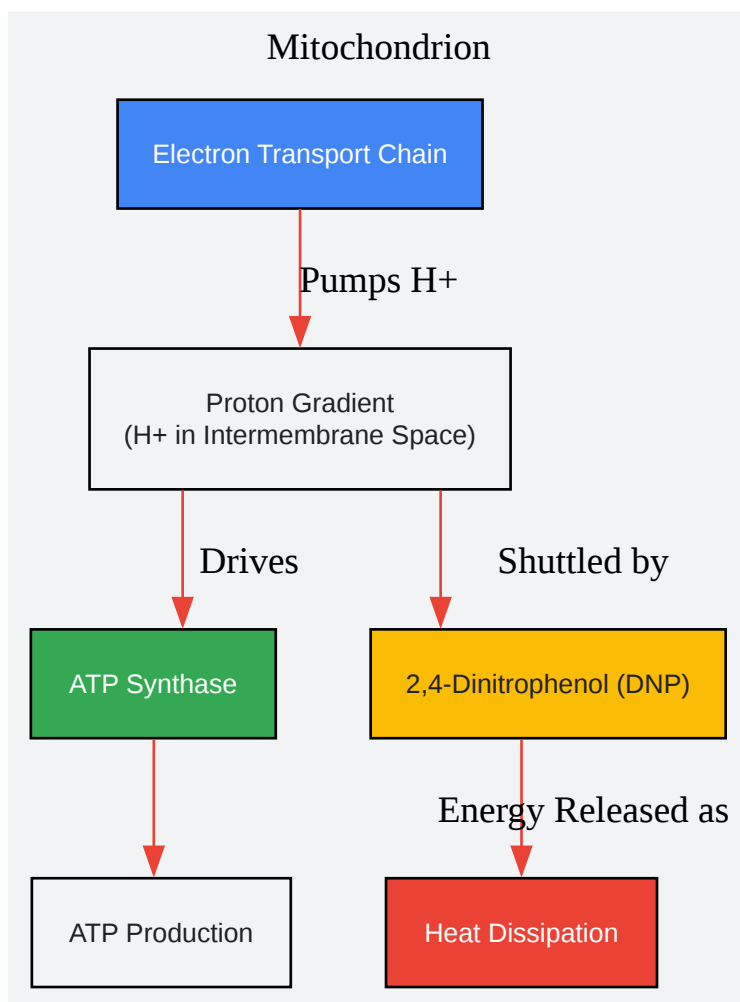 Mitochondrion
Electron Transport Chain
Pumps H+
Proton Gradient
(H+ in Intermembrane Space)
Drives
Shuttled by
ATP Synthase
2,4-Dinitrophenol (DNP)
Energy Released as
ATP Production
Heat Dissipation